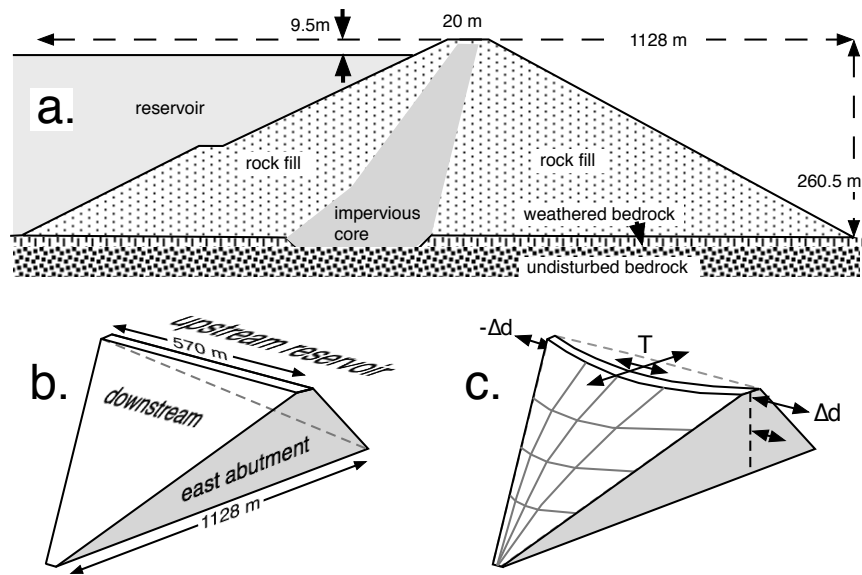 9.5m
20 m
1128 m
a.
reservoir
rock fill
rock fill
260.5 m
impervious
core
weathered bedrock
undisturbed bedrock
upstream reservoir
570 m
b.
downstream
east abutment
1128 m
c.
-Δd
T
Δd